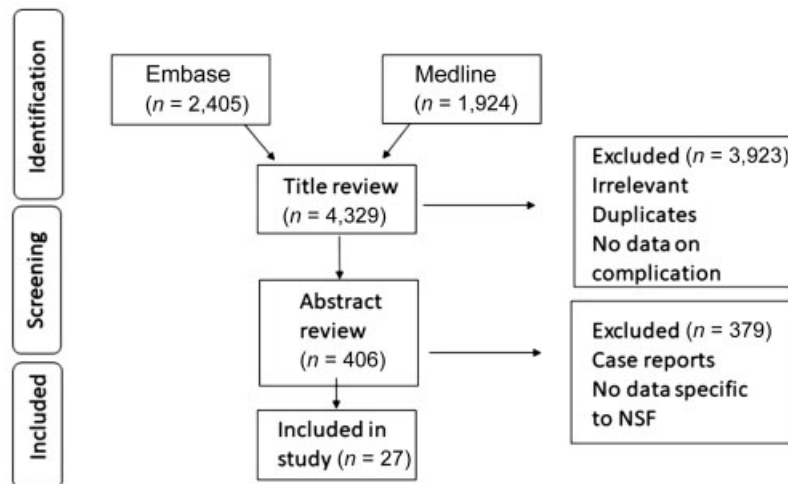 Identification
Embase
(n = 2,405)
Medline
(n = 1,924)
Title review
(n = 4,329)
Excluded (n = 3,923)
Irrelevant
Duplicates
No data on
complication
Screening
Abstract
review
(n = 406)
Excluded (n = 379)
Case reports
No data specific
to NSF
Included
Included in
study (n = 27)